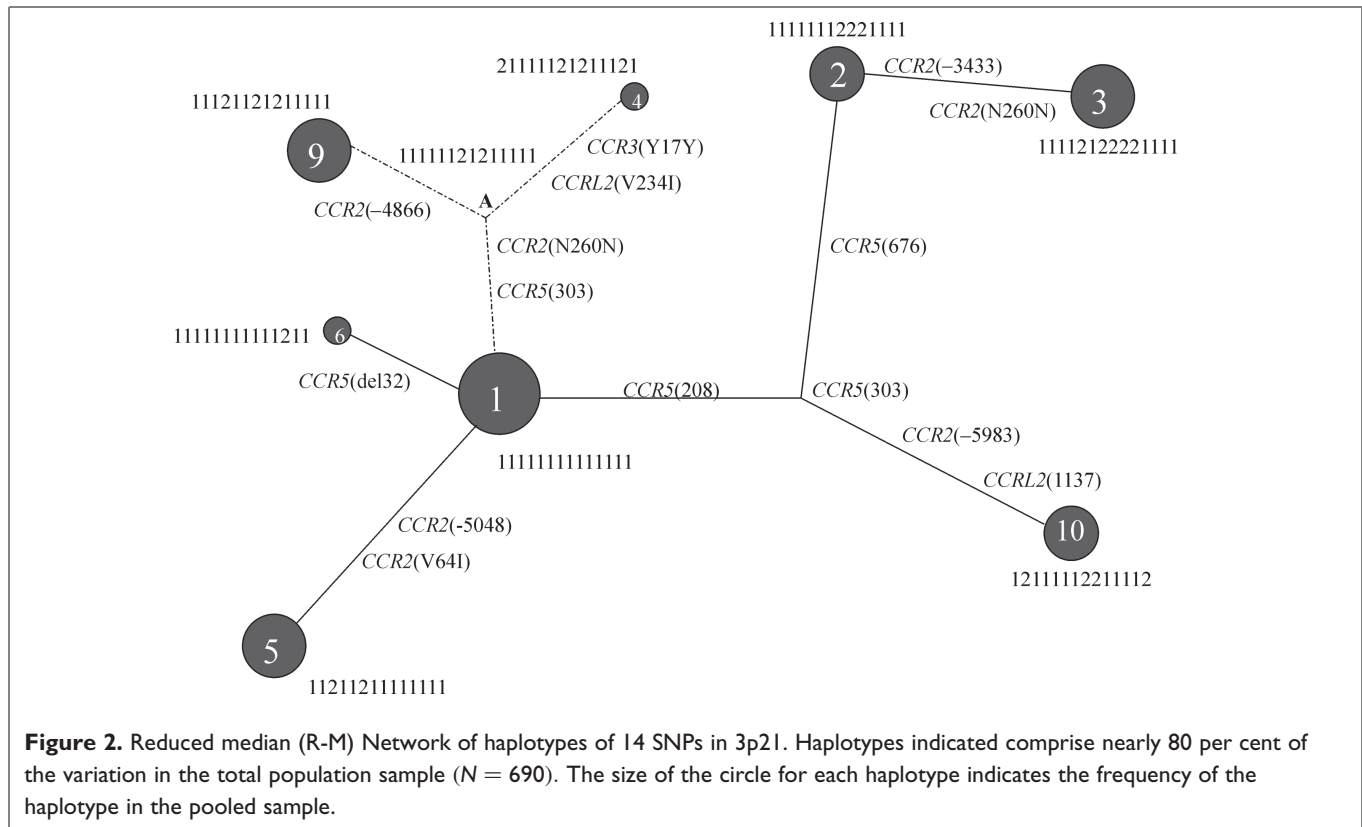 11111112221111
2
CCR2(–3433)
21111121211121
4
3
11121121211111
CCR2(N260N)
9
11111121211111
CCR3(Y17Y)
11112122221111
CCRL2(V234I)
A
CCR2(–4866)
CCR2(N260N)
CCR5(676)
CCR5(303)
6
11111111111211
CCR5(del32)
1
CCR5(208)
CCR5(303)
CCR2(–5983)
11111111111111
CCRL2(1137)
CCR2(-5048)
10
CCR2(V64I)
12111112211112
5
11211211111111
Figure 2. Reduced median (R-M) Network of haplotypes of 14 SNPs in 3p21. Haplotypes indicated comprise nearly 80 per cent of
the variation in the total population sample (N = 690). The size of the circle for each haplotype indicates the frequency of the
haplotype in the pooled sample.